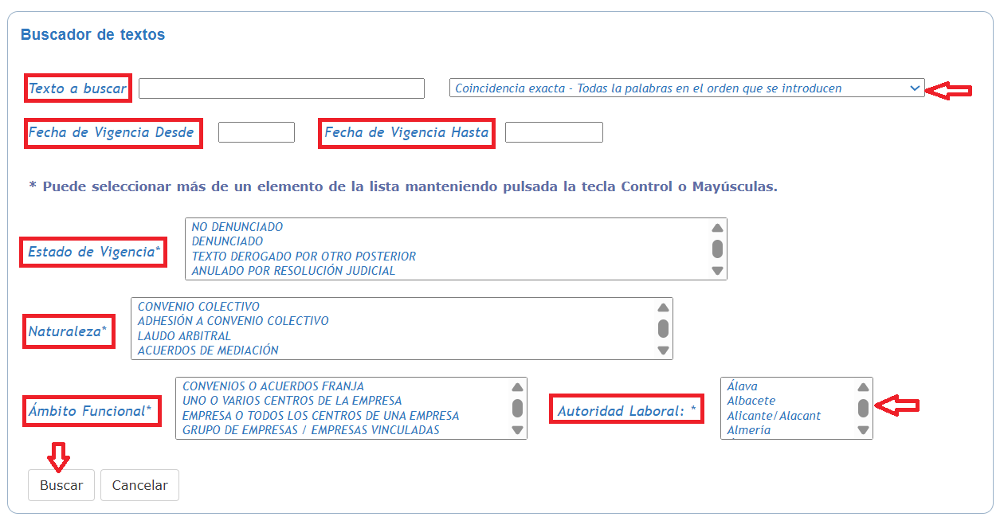 Buscador de textos
Texto a buscar
Coincidencia exacta - Todas la palabras en el orden que se introducen
Fecha de Vigencia Desde
Fecha de Vigencia Hasta
* Puede seleccionar más de un elemento de la lista manteniendo pulsada la tecla Control o Mayúsculas.
Estado de Vigencia*
NO DENUNCIADO
DENUNCIADO
TEXTO DEROGADO POR OTRO POSTERIOR
ANULADO POR RESOLUCIÓN JUDICIAL
Naturaleza*
CONVENIO COLECTIVO
ADHESIÓN A CONVENIO COLECTIVO
LAUDO ARBITRAL
ACUERDOS DE MEDIACIÓN
Ámbito Funcional*
CONVENIOS O ACUERDOS FRANJA
UNO O VARIOS CENTROS DE LA EMPRESA
EMPRESA O TODOS LOS CENTROS DE UNA EMPRESA
GRUPO DE EMPRESAS / EMPRESAS VINCULADAS
Autoridad Laboral: *
Álava
Albacete
Alicante/Alacant
Almería
Buscar
Cancelar